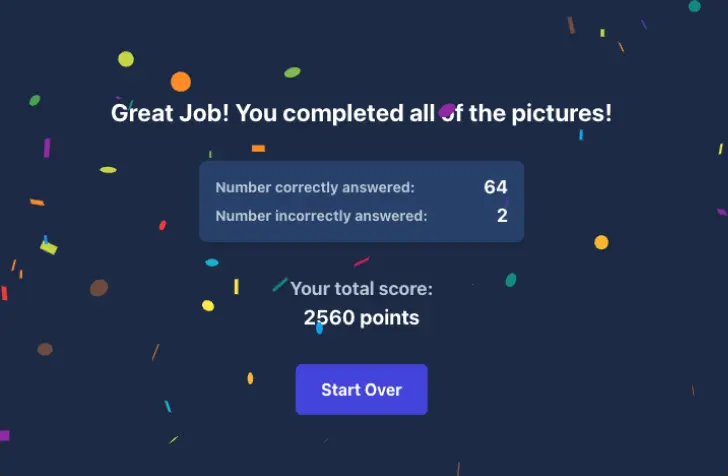 Great Job! You completed all of the pictures!
Number correctly answered: 64
Number incorrectly answered: 2
Your total score:
2560 points
Start Over